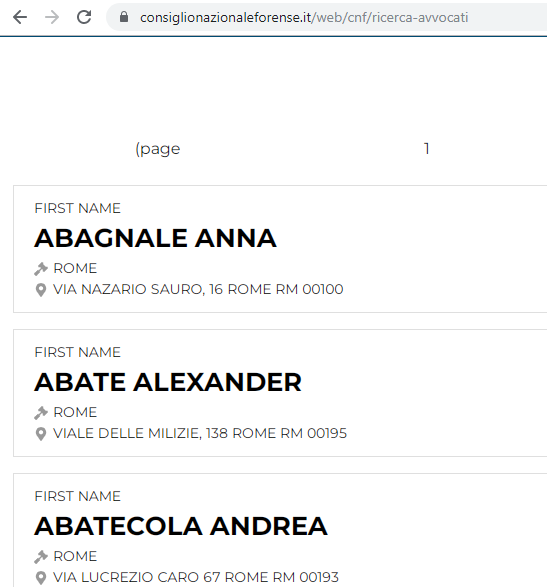 consiglionazionaleforense.it/web/cnf/ricerca-avvocati
(page 1
FIRST NAME
ABAGNALE ANNA
ROME
VIA NAZARIO SAURO, 16 ROME RM 00100
FIRST NAME
ABATE ALEXANDER
ROME
VIALE DELLE MILIZIE, 138 ROME RM 00195
FIRST NAME
ABATECOLA ANDREA
ROME
VIA LUCREZIO CARO 67 ROME RM 00193